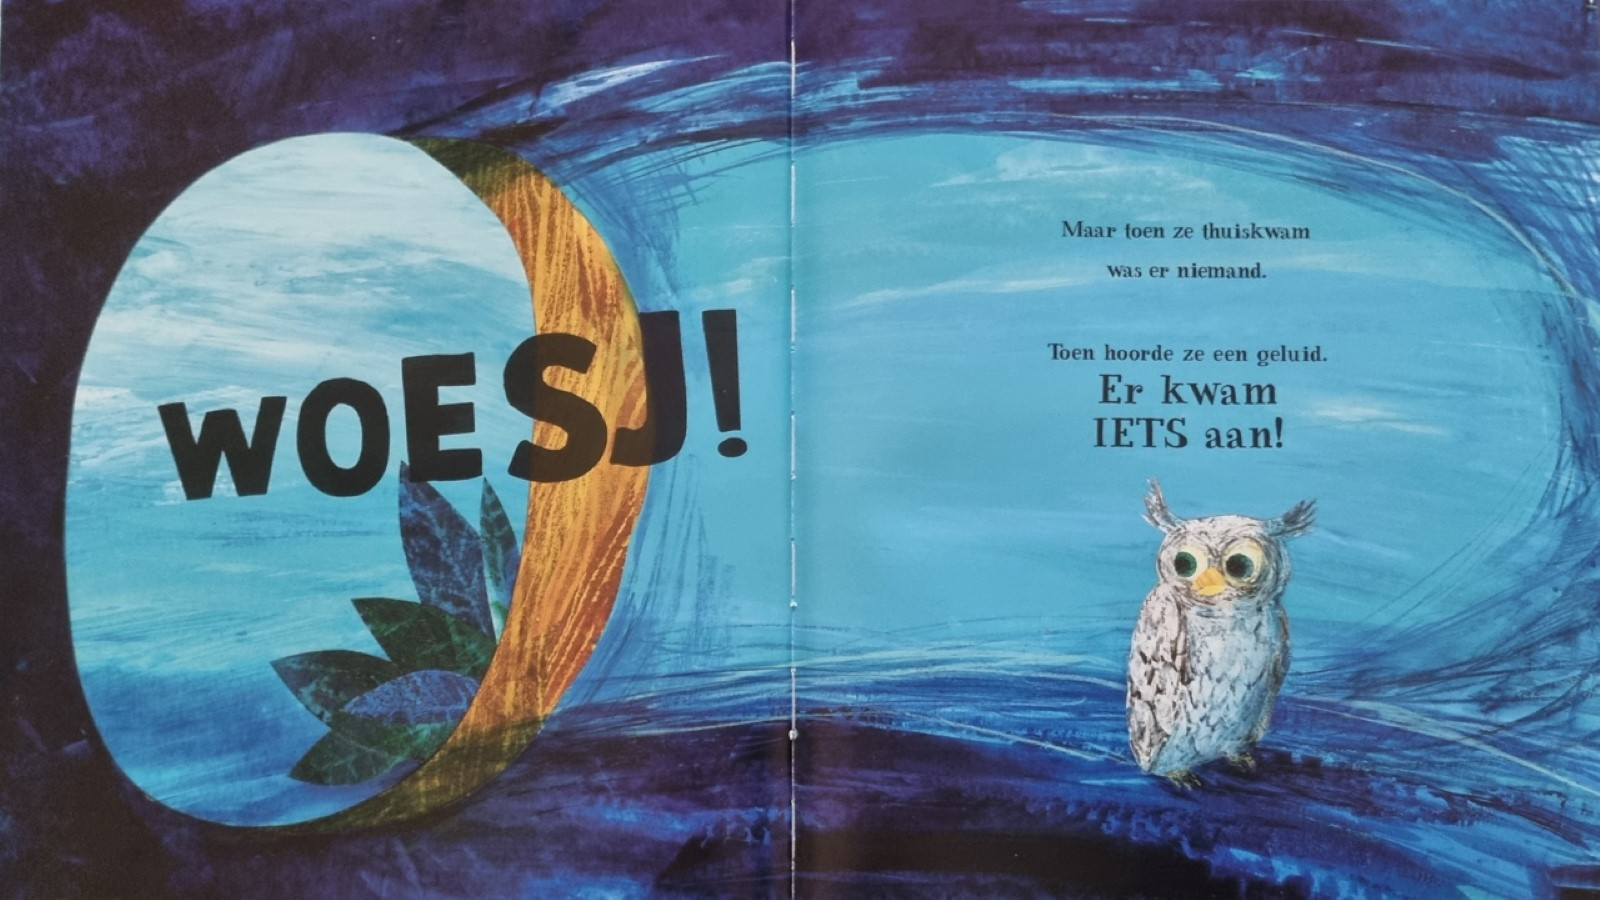 WOESJ!
Maar toen ze thuiskwam
was er niemand.
Toen hoorde ze een geluid.
Er kwam
IETS aan!